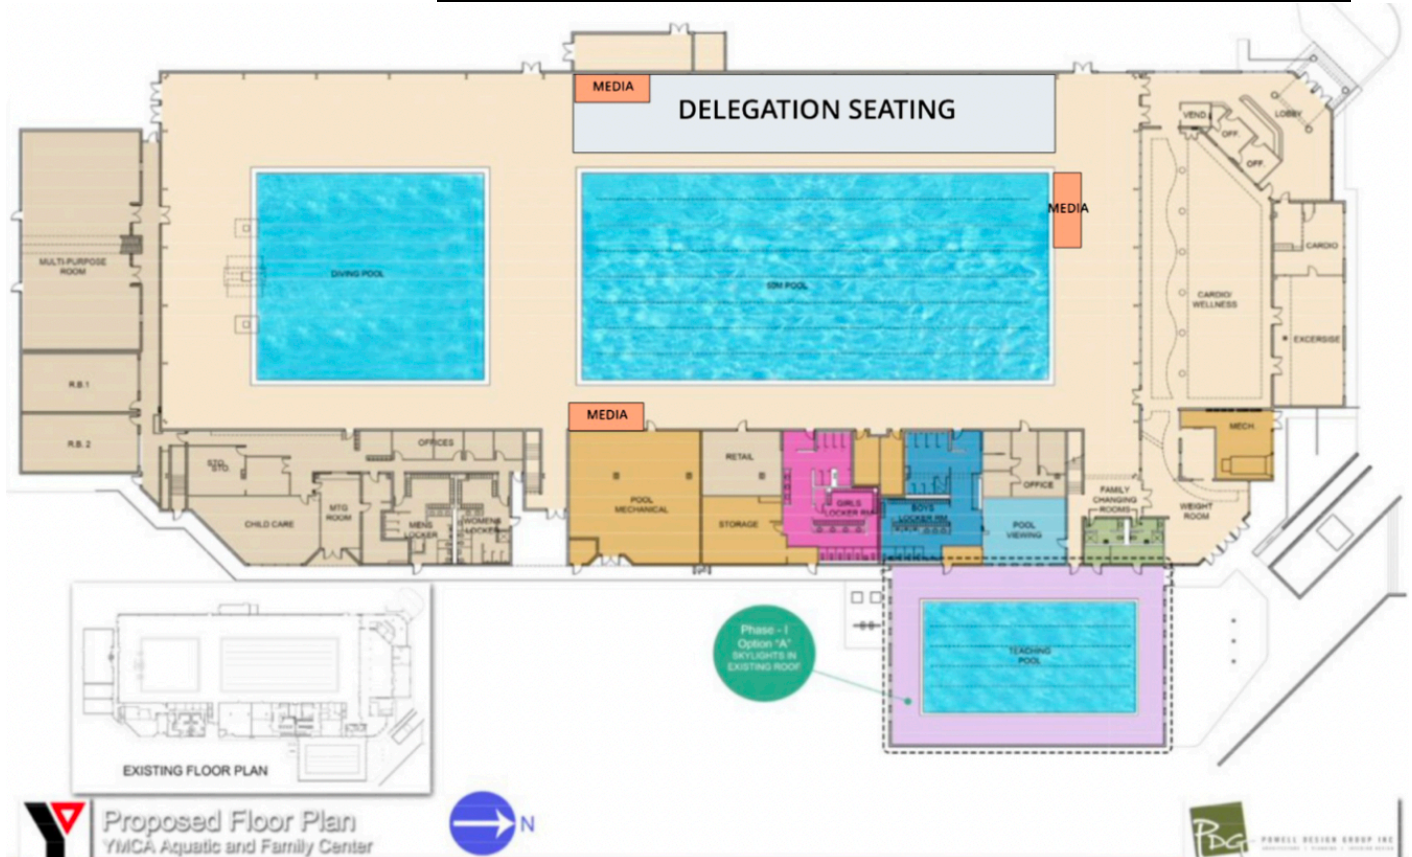 MEDIA
DELEGATION SEATING
VEND.
OFF.
LOBBY
OFF.
MEDIA
CARDIO
MULTI-PURPOSE
ROOM
DIVING POOL
50M POOL
CARDIO/
WELLNESS
EXCERSISE
R.B.1
R.B. 2
MEDIA
MECH.
OFFICES
STO.
STO.
RETAIL
POOL
MECHANICAL
OFFICE
FAMILY
CHANGING
ROOMS
GIRLS
LOCKER RM
BOYS
LOCKER RM
WEIGHT
ROOM
CHILD CARE
MTG
ROOM
MENS
LOCKER
WOMENS
LOCKER
STORAGE
POOL
VIEWING
Phase - I
Option "A"
SKYLIGHTS IN
EXISTING ROOF
TEACHING
POOL
EXISTING FLOOR PLAN
Proposed Floor Plan
YMCA Aquatic and Family Center
N
PDG
POWELL DESIGN GROUP INC